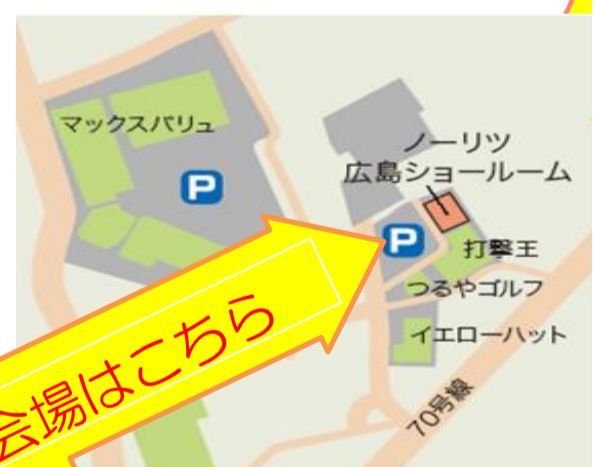 マックスバリュ
P
ノーリツ
広島ショールーム
P
打撃王
つるやゴルフ
イエローハット
70号線
会場はこちら